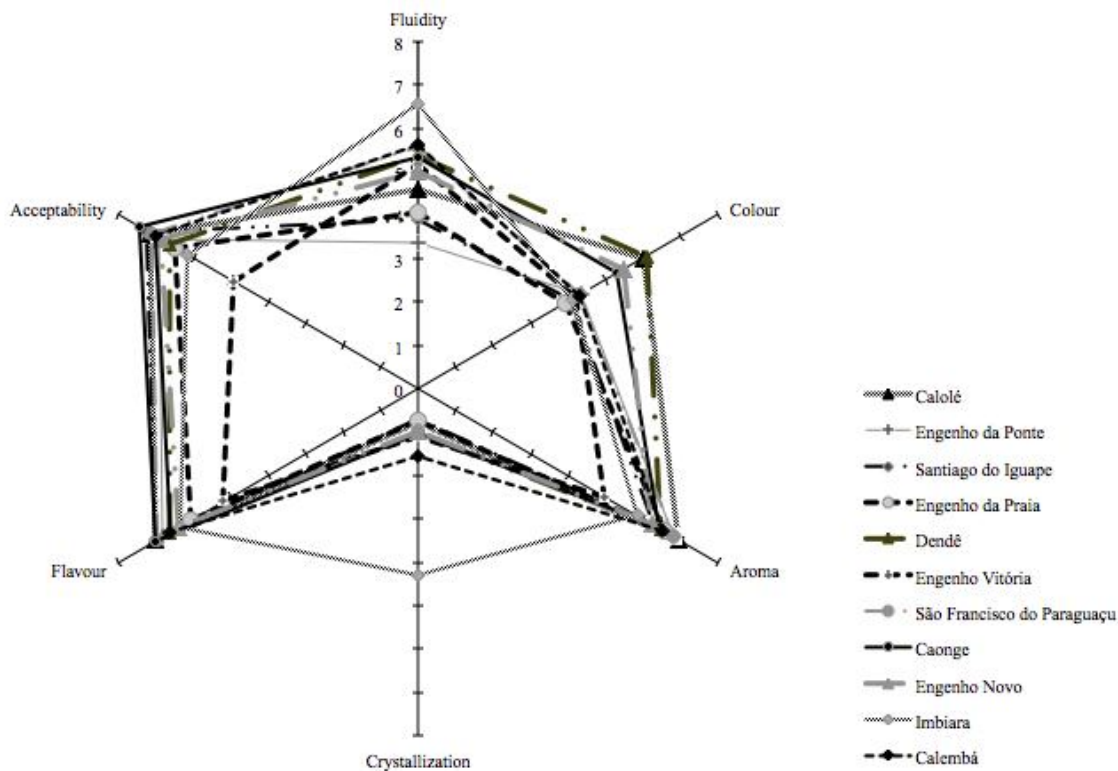 Fluidity
8
7
6
5
4
3
2
1
0
Colour
Acceptability
Aroma
Flavour
Crystallization
Calolé
Engenho da Ponte
Santiago do Iguape
Engenho da Praia
Dendê
Engenho Vitória
São Francisco do Paraguaçu
Caonge
Engenho Novo
Imbiara
Calembá